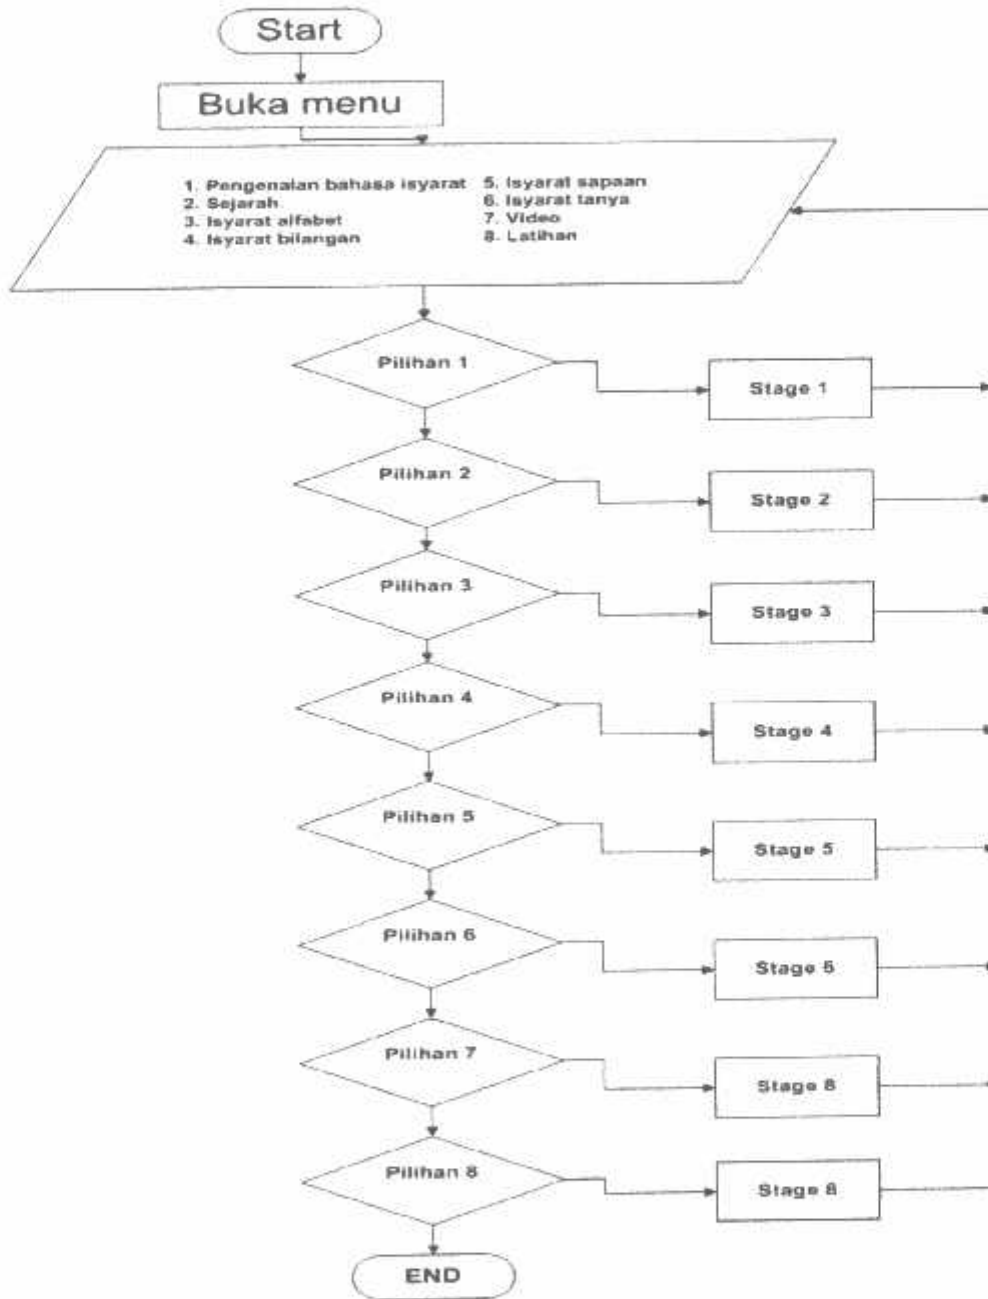 Start
Buka menu
1. Pengenalan bahasa isyarat
2. Sejarah
3. Isyarat alfabet
4. Isyarat bilangan
5. Isyarat sapaan
6. Isyarat tanya
7. Video
8. Latihan
Pilihan 1
Stage 1
Pilihan 2
Stage 2
Pilihan 3
Stage 3
Pilihan 4
Stage 4
Pilihan 5
Stage 5
Pilihan 6
Stage 6
Pilihan 7
Stage 8
Pilihan 8
Stage 8
END